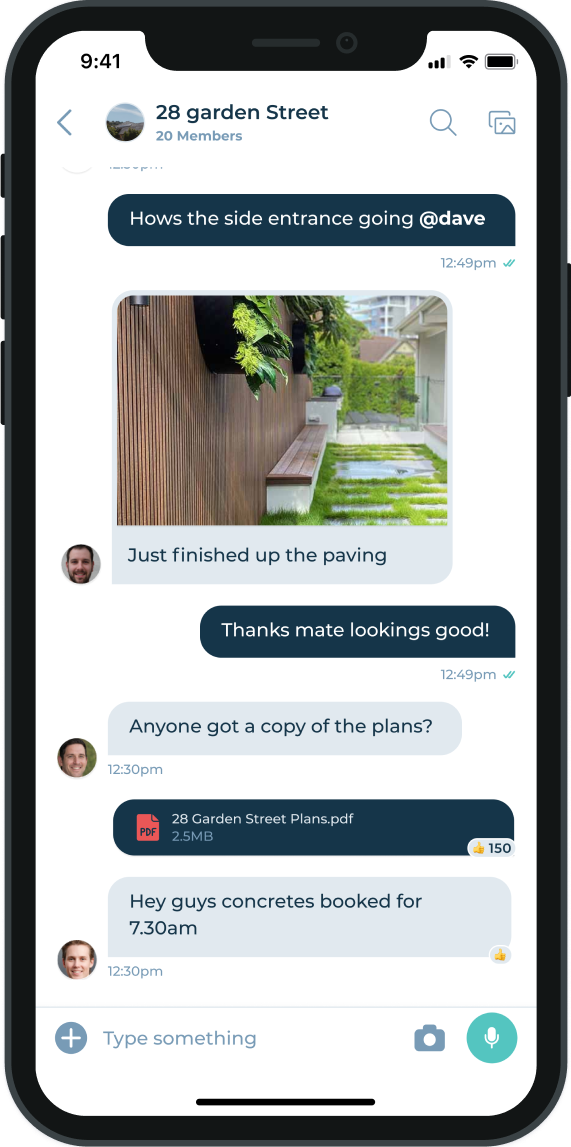 9:41
28 garden Street
20 Members
Hows the side entrance going @dave
12:49pm
Just finished up the paving
Thanks mate lookings good!
12:49pm
Anyone got a copy of the plans?
12:30pm
PDF
28 Garden Street Plans.pdf
2.5MB
👍 150
Hey guys concretes booked for
7.30am
👍
12:30pm
Type something